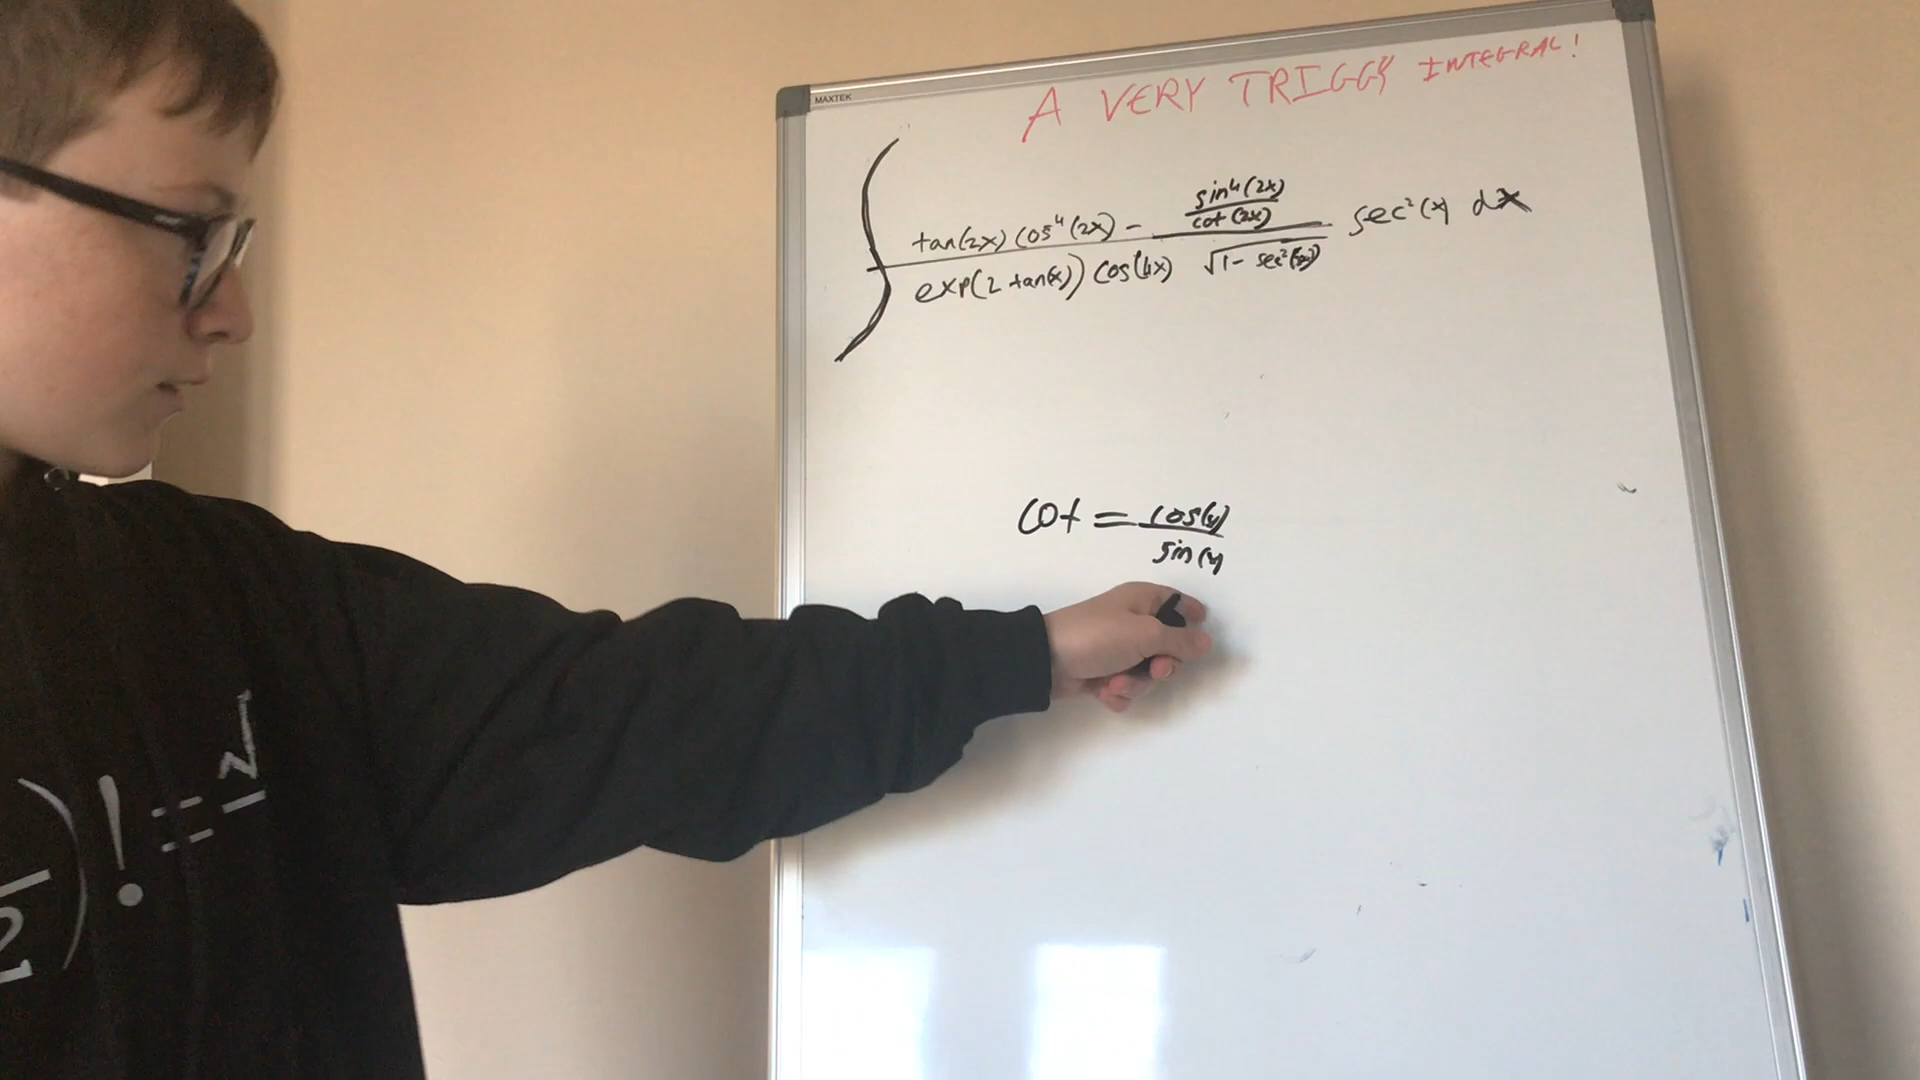 A VERY TRIGGY INTEGRAL!
MAXTEK
∫ (tan(2x) cos⁴(2x) - (sin⁴(2x) / cot(2x))) / (exp(2 tan(x)) cos(4x) √(1 - sec²(2x))) sec²(x) dx
cot = cos(x) / sin(x)
)! =
2